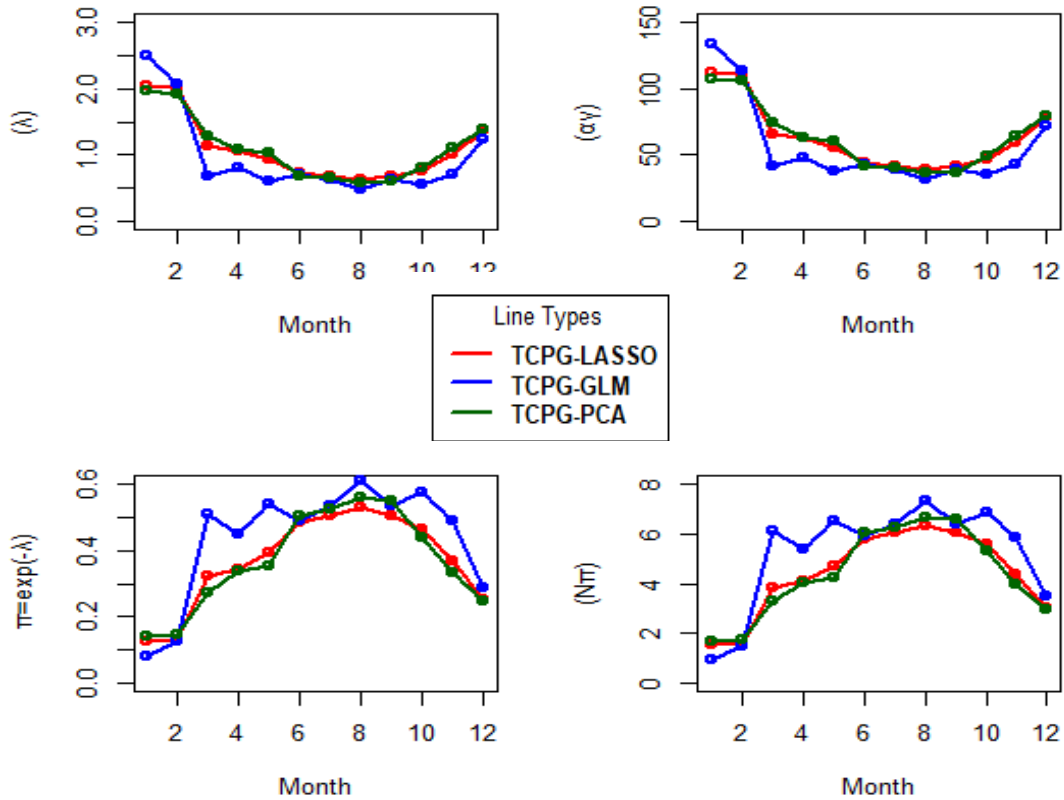 (λ)
3.0
2.0
1.0
0.0
2 4 6 8 10 12
Month
(αγ)
150
100
50
0
2 4 6 8 10 12
Month
Line Types
TCPG-LASSO
TCPG-GLM
TCPG-PCA
π=exp(-λ)
0.6
0.4
0.2
0.0
2 4 6 8 10 12
Month
(Nπ)
8
6
4
2
0
2 4 6 8 10 12
Month